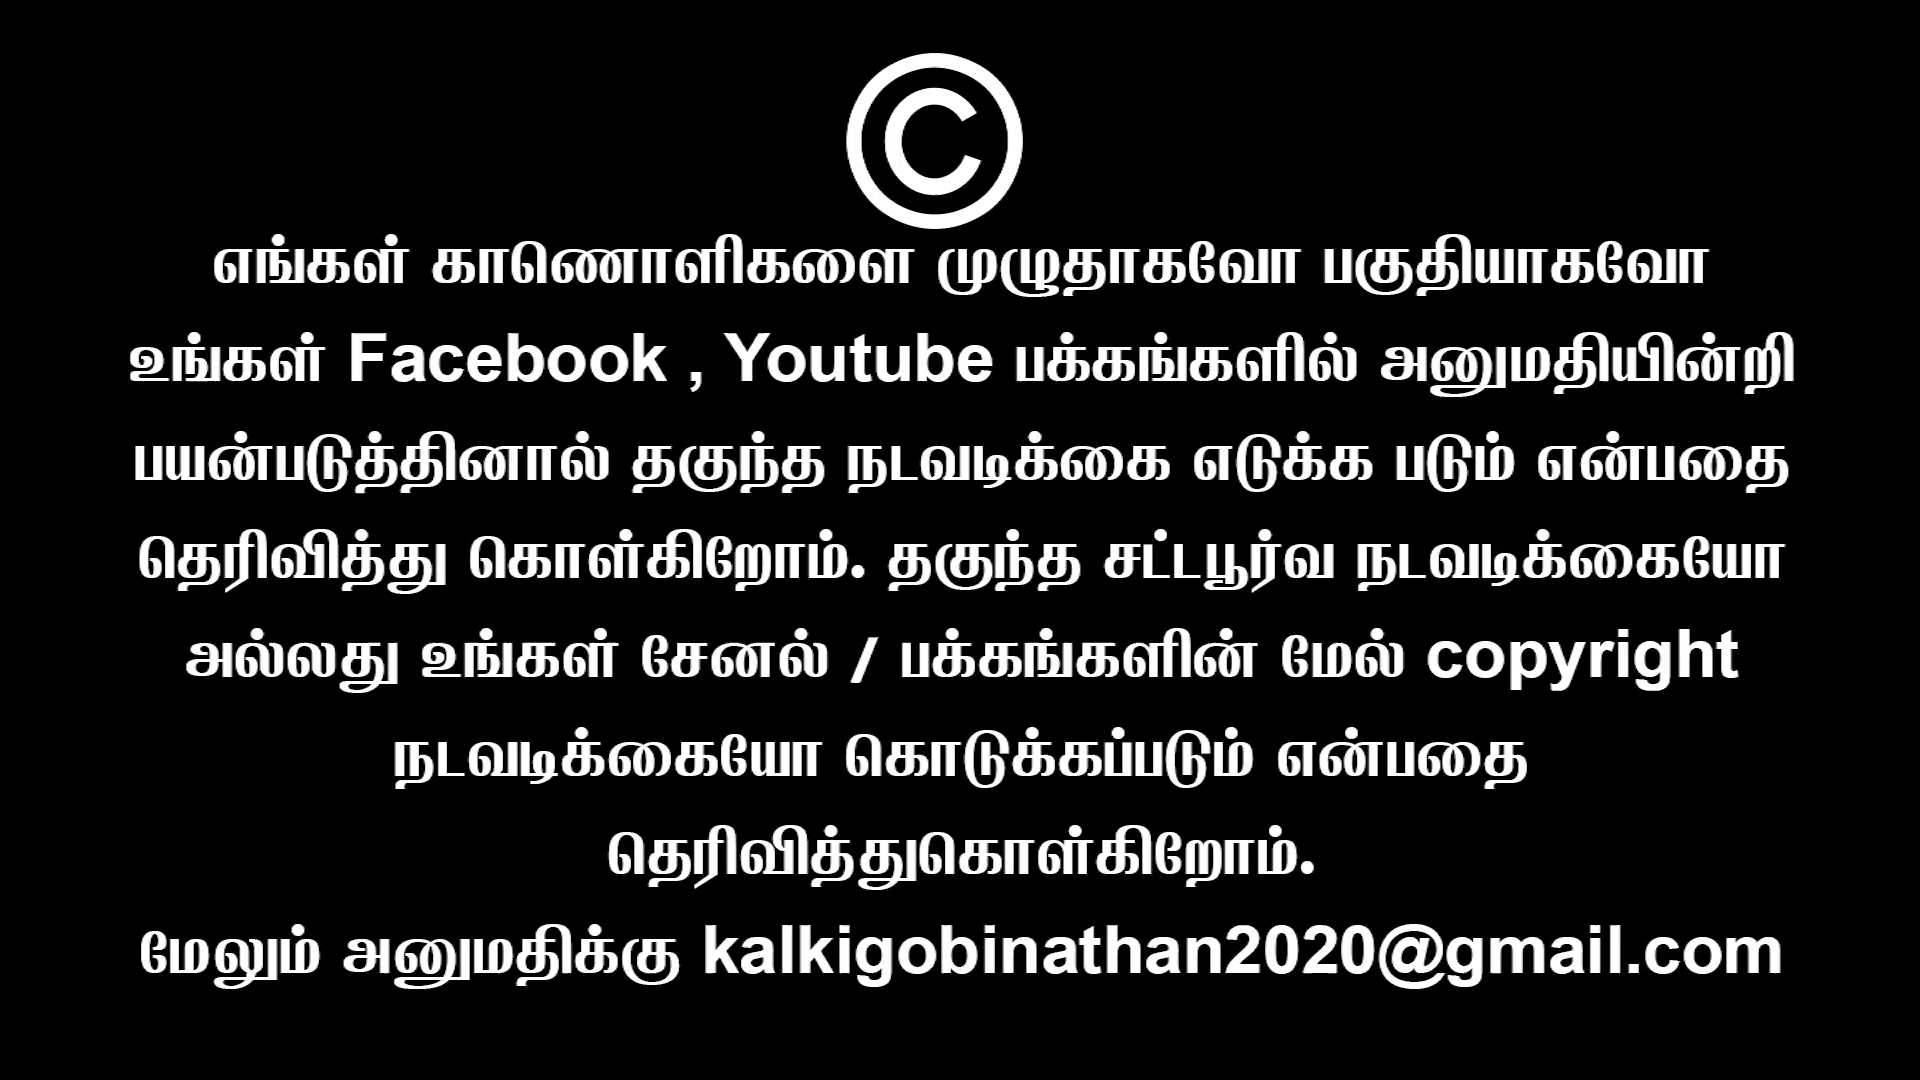 ©
எங்கள் காணொளிகளை முழுதாகவோ பகுதியாகவோ
உங்கள் Facebook , Youtube பக்கங்களில் அனுமதியின்றி
பயன்படுத்தினால் தகுந்த நடவடிக்கை எடுக்க படும் என்பதை
தெரிவித்து கொள்கிறோம். தகுந்த சட்டபூர்வ நடவடிக்கையோ
அல்லது உங்கள் சேனல் / பக்கங்களின் மேல் copyright
நடவடிக்கையோ கொடுக்கப்படும் என்பதை
தெரிவித்துகொள்கிறோம்.
மேலும் அனுமதிக்கு kalkigobinathan2020@gmail.com